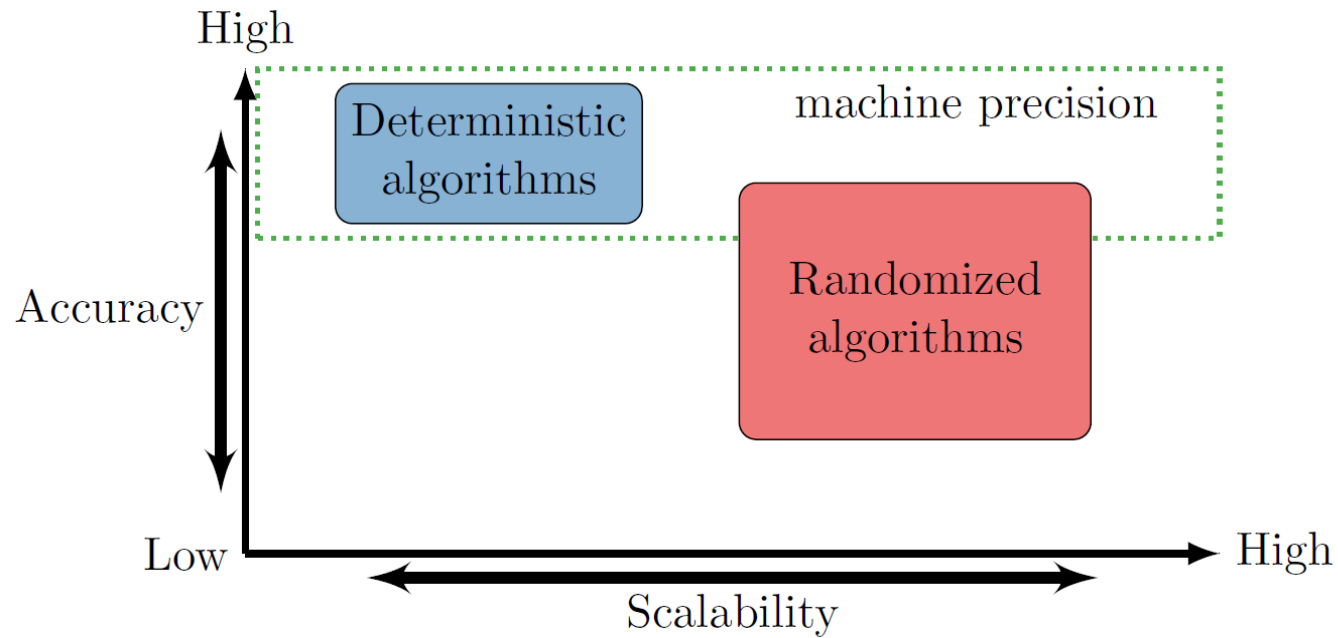 High
Deterministic
algorithms
machine precision
Randomized
algorithms
Accuracy
Low
High
Scalability